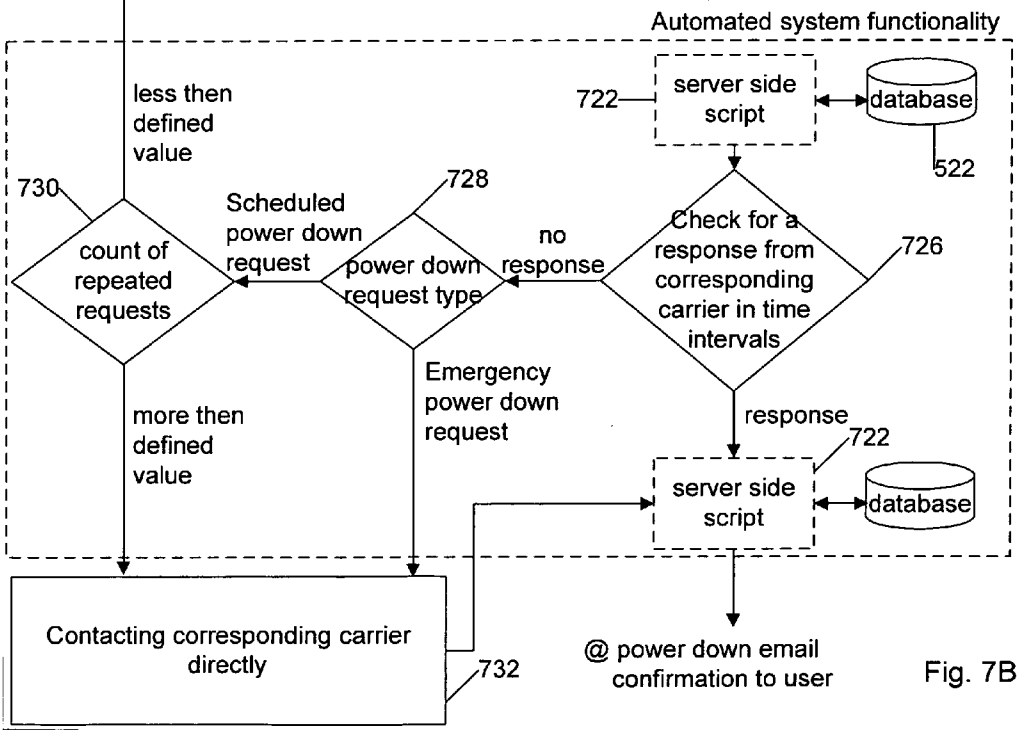 Automated system functionality
less then
defined
value
722
server side
script
database
522
730
728
Scheduled
power down
request
no
response
Check for a
response from
corresponding
carrier in time
intervals
726
count of
repeated
requests
power down
request type
Emergency
power down
request
more then
defined
value
response
722
server side
script
database
Contacting corresponding carrier
directly
732
@ power down email
confirmation to user
Fig. 7B